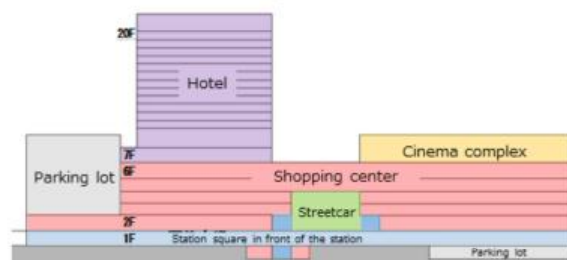 20F
Hotel
7F
Cinema complex
6F
Parking lot
Shopping center
Streetcar
2F
1F
Station square in front of the station
Parking lot